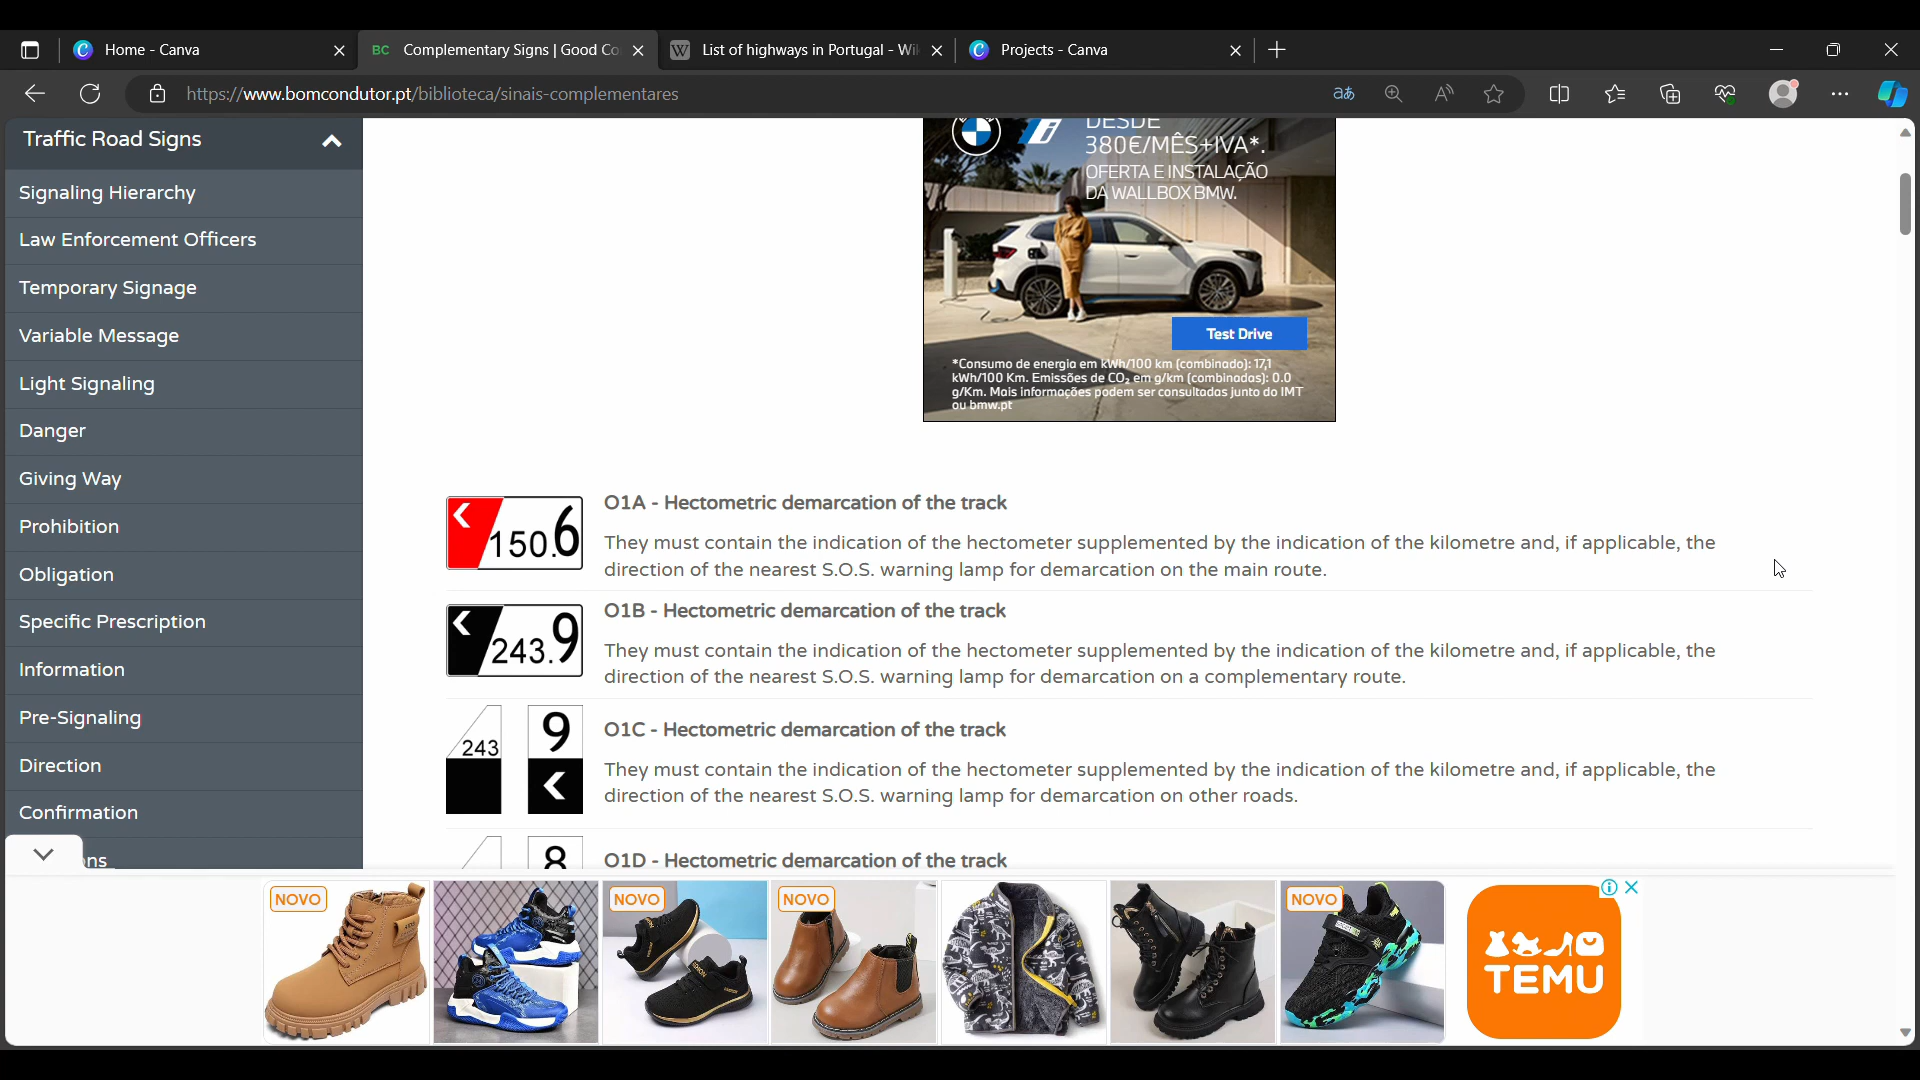 Home - Canva
BC Complementary Signs | Good Co
W List of highways in Portugal - Wik
Projects - Canva
https://www.bomcondutor.pt/biblioteca/sinais-complementares
Traffic Road Signs
Signaling Hierarchy
Law Enforcement Officers
Temporary Signage
Variable Message
Light Signaling
Danger
Giving Way
Prohibition
Obligation
Specific Prescription
Information
Pre-Signaling
Direction
Confirmation
ns
DESDE
380€/MÊS+IVA*.
OFERTA E INSTALAÇÃO
DA WALLBOX BMW.
Test Drive
*Consumo de energia em kWh/100 km (combinado): 17,1
kWh/100 Km. Emissões de CO₂ em g/km (combinadas): 0.0
g/Km. Mais informações podem ser consultadas junto do IMT
ou bmw.pt
150.6
O1A - Hectometric demarcation of the track
They must contain the indication of the hectometer supplemented by the indication of the kilometre and, if applicable, the
direction of the nearest S.O.S. warning lamp for demarcation on the main route.
243.9
O1B - Hectometric demarcation of the track
They must contain the indication of the hectometer supplemented by the indication of the kilometre and, if applicable, the
direction of the nearest S.O.S. warning lamp for demarcation on a complementary route.
243 9
O1C - Hectometric demarcation of the track
They must contain the indication of the hectometer supplemented by the indication of the kilometre and, if applicable, the
direction of the nearest S.O.S. warning lamp for demarcation on other roads.
8
O1D - Hectometric demarcation of the track
NOVO
NOVO
NOVO
NOVO
TEMU